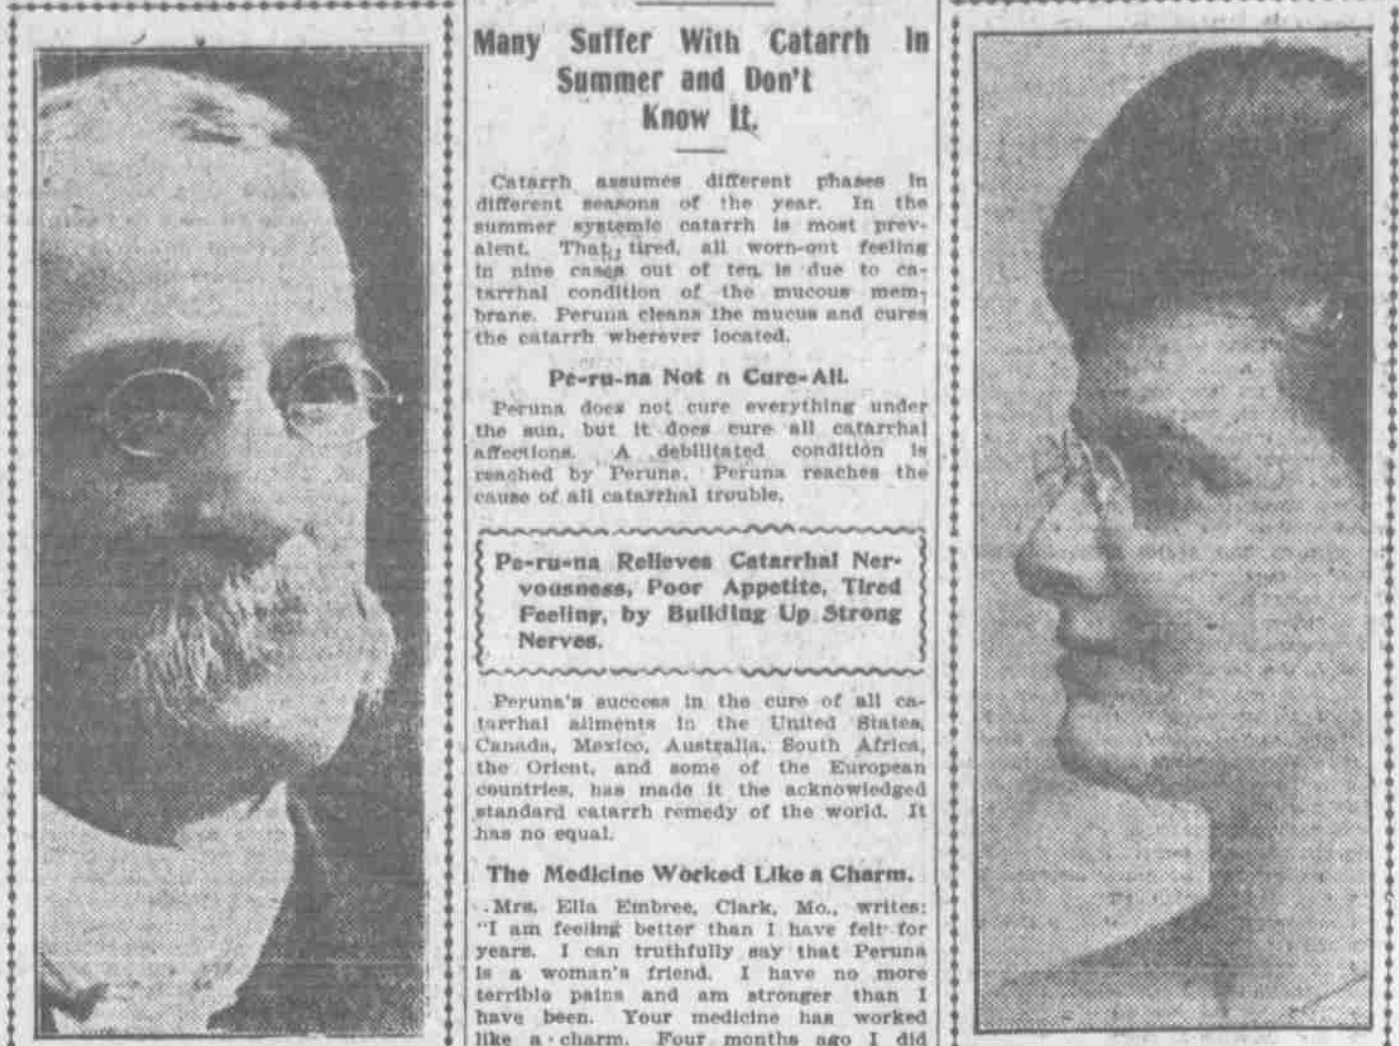 Many Suffer With Catarrh In
Summer and Don't
Know It.
Catarrh assumes different phases in
different seasons of the year. In the
summer systemic catarrh is most prev-
alent. That, tired, all worn-out feeling
in nine cases out of ten, is due to ca-
tarrhal condition of the mucous mem-
brane. Peruna cleans the mucus and cures
the catarrh wherever located.
Pe-ru-na Not a Cure-All.
Peruna does not cure everything under
the sun, but it does cure all catarrhal
affections. A debilitated condition is
reached by Peruna. Peruna reaches the
cause of all catarrhal trouble.
Pe-ru-na Relieves Catarrhal Ner-
vousness, Poor Appetite, Tired
Feeling, by Building Up Strong
Nerves.
Peruna's success in the cure of all ca-
tarrhal ailments in the United States,
Canada, Mexico, Australia, South Africa,
the Orient, and some of the European
countries, has made it the acknowledged
standard catarrh remedy of the world. It
has no equal.
The Medicine Worked Like a Charm.
Mrs. Ella Embree, Clark, Mo., writes:
"I am feeling better than I have felt for
years. I can truthfully say that Peruna
is a woman's friend. I have no more
terrible pains and am stronger than I
have been. Your medicine has worked
like a charm. Four months ago I did